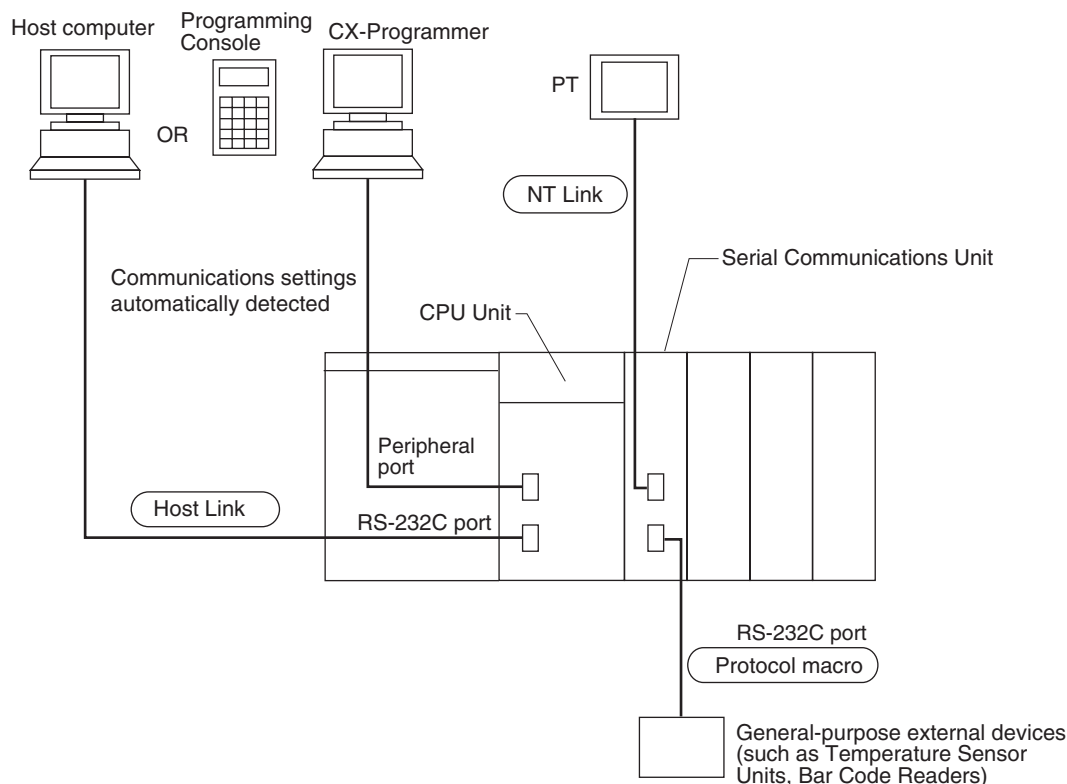 Host computer
Programming
Console
CX-Programmer
OR
PT
NT Link
Communications settings
automatically detected
Serial Communications Unit
CPU Unit
Peripheral
port
Host Link
RS-232C port
RS-232C port
Protocol macro
General-purpose external devices
(such as Temperature Sensor
Units, Bar Code Readers)